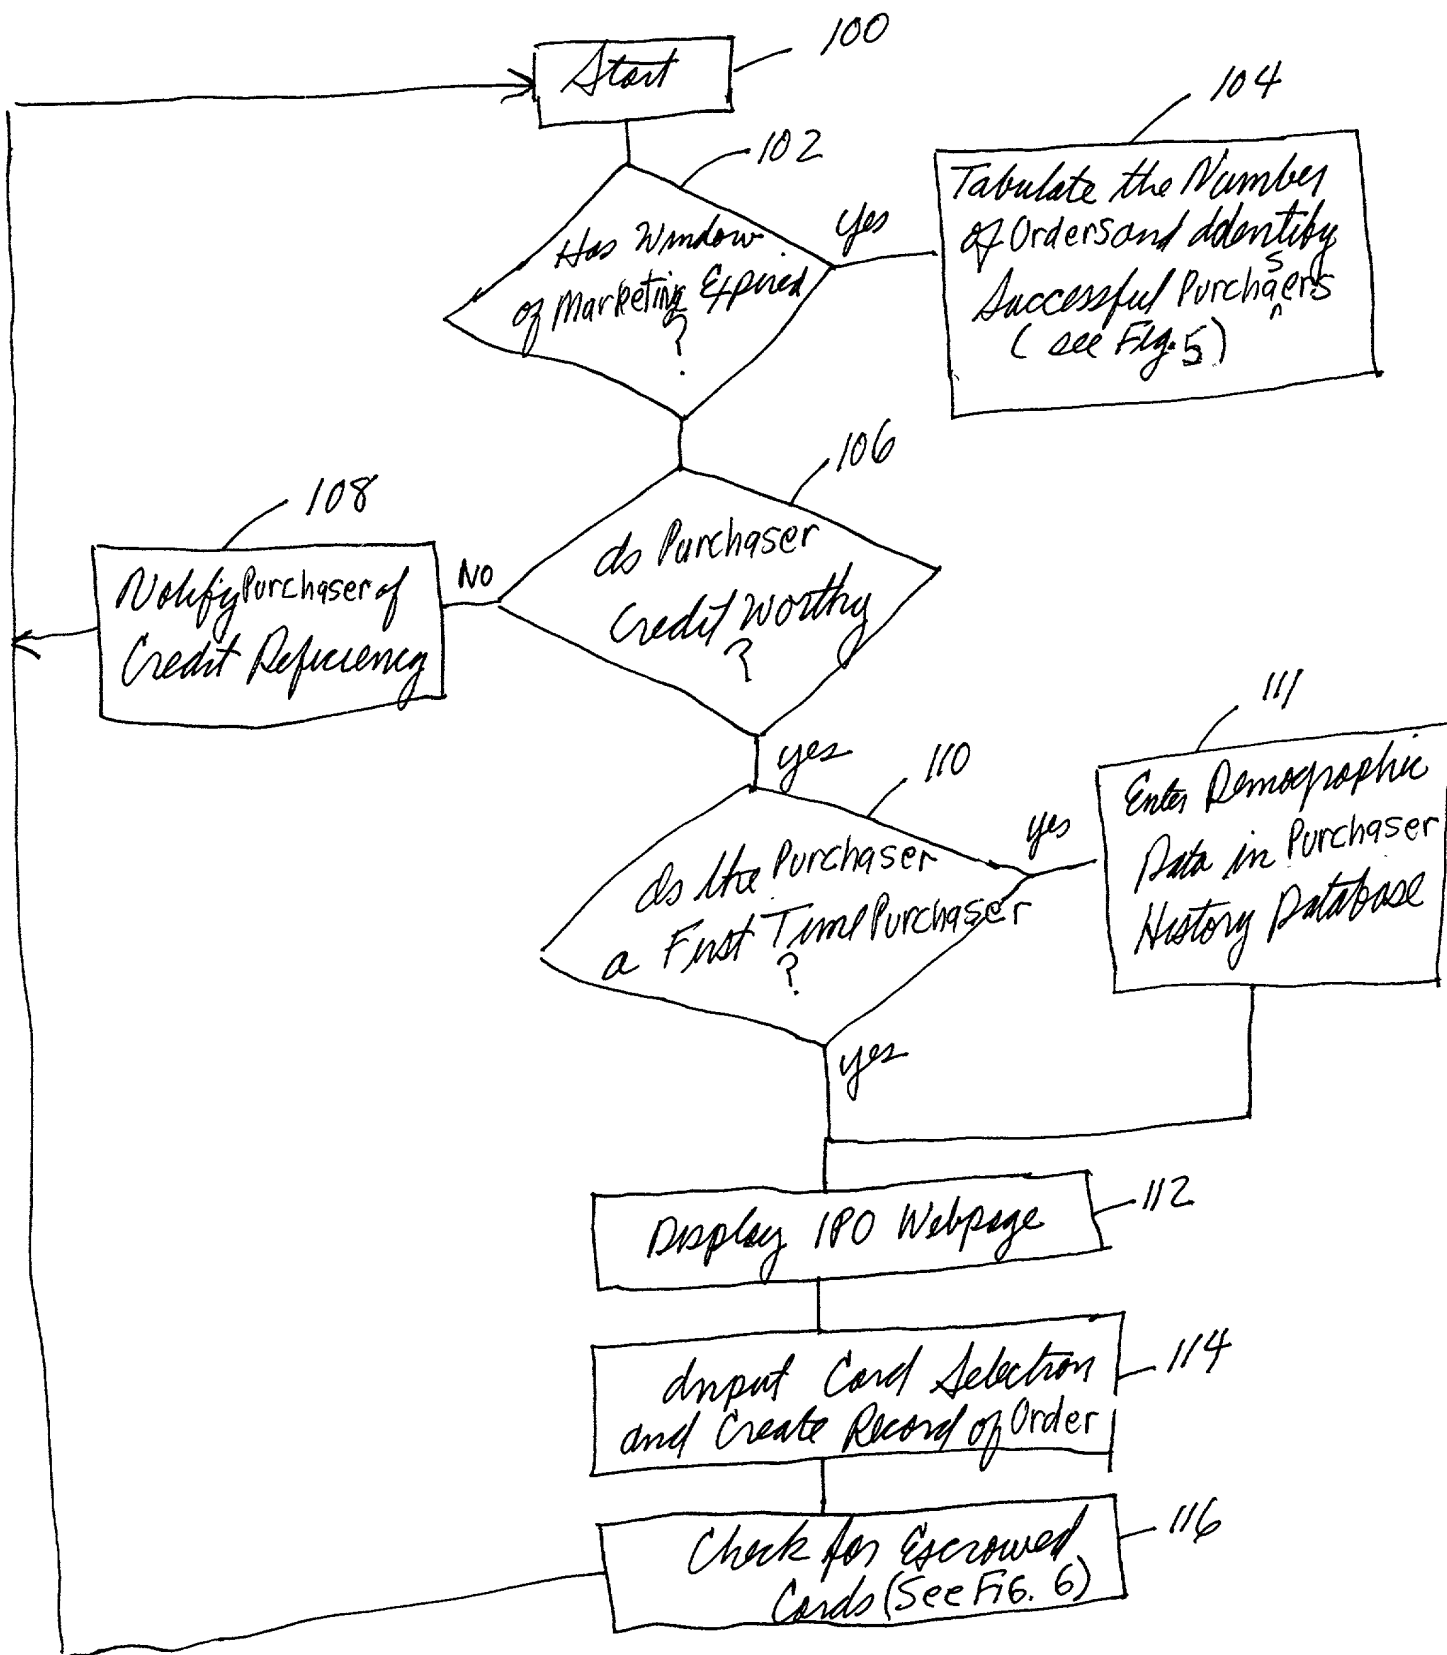 100
Start
102
Has Window
of Marketing Expired
?
yes
104
Tabulate the Number
of Orders and Identify
Successful Purchasers
(see Fig. 5)
106
Is Purchaser
Credit Worthy
?
No
108
Notify Purchaser of
Credit Deficiency
yes
110
Is the Purchaser
a First Time Purchaser
?
yes
111
Enter Demographic
Data in Purchaser
History Database
yes
Display IPO Webpage
112
Input Card Selection
and Create Record of Order
114
Check for Escrowed
Cards (See FIG. 6)
116